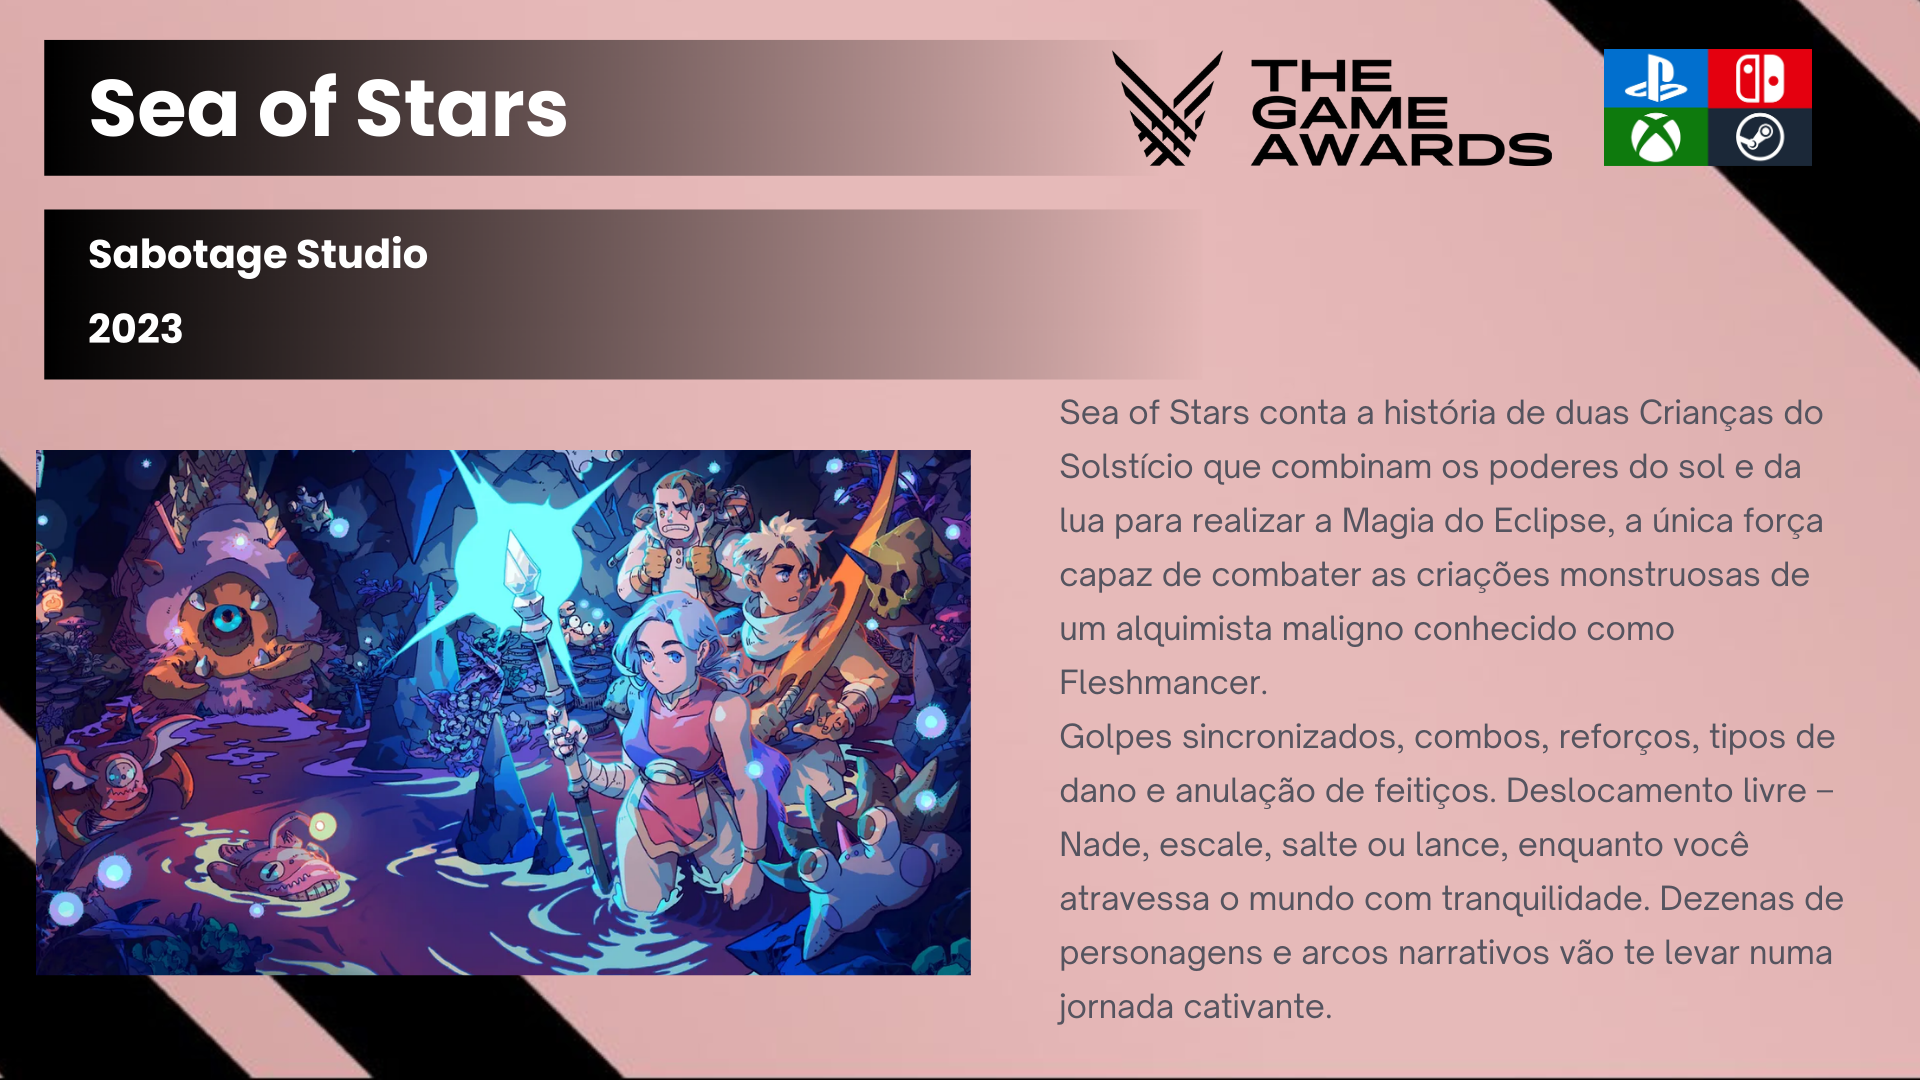 Sea of Stars
THE
GAME
AWARDS
Sabotage Studio
2023
Sea of Stars conta a história de duas Crianças do
Solstício que combinam os poderes do sol e da
lua para realizar a Magia do Eclipse, a única força
capaz de combater as criações monstruosas de
um alquimista maligno conhecido como
Fleshmancer.
Golpes sincronizados, combos, reforços, tipos de
dano e anulação de feitiços. Deslocamento livre –
Nade, escale, salte ou lance, enquanto você
atravessa o mundo com tranquilidade. Dezenas de
personagens e arcos narrativos vão te levar numa
jornada cativante.